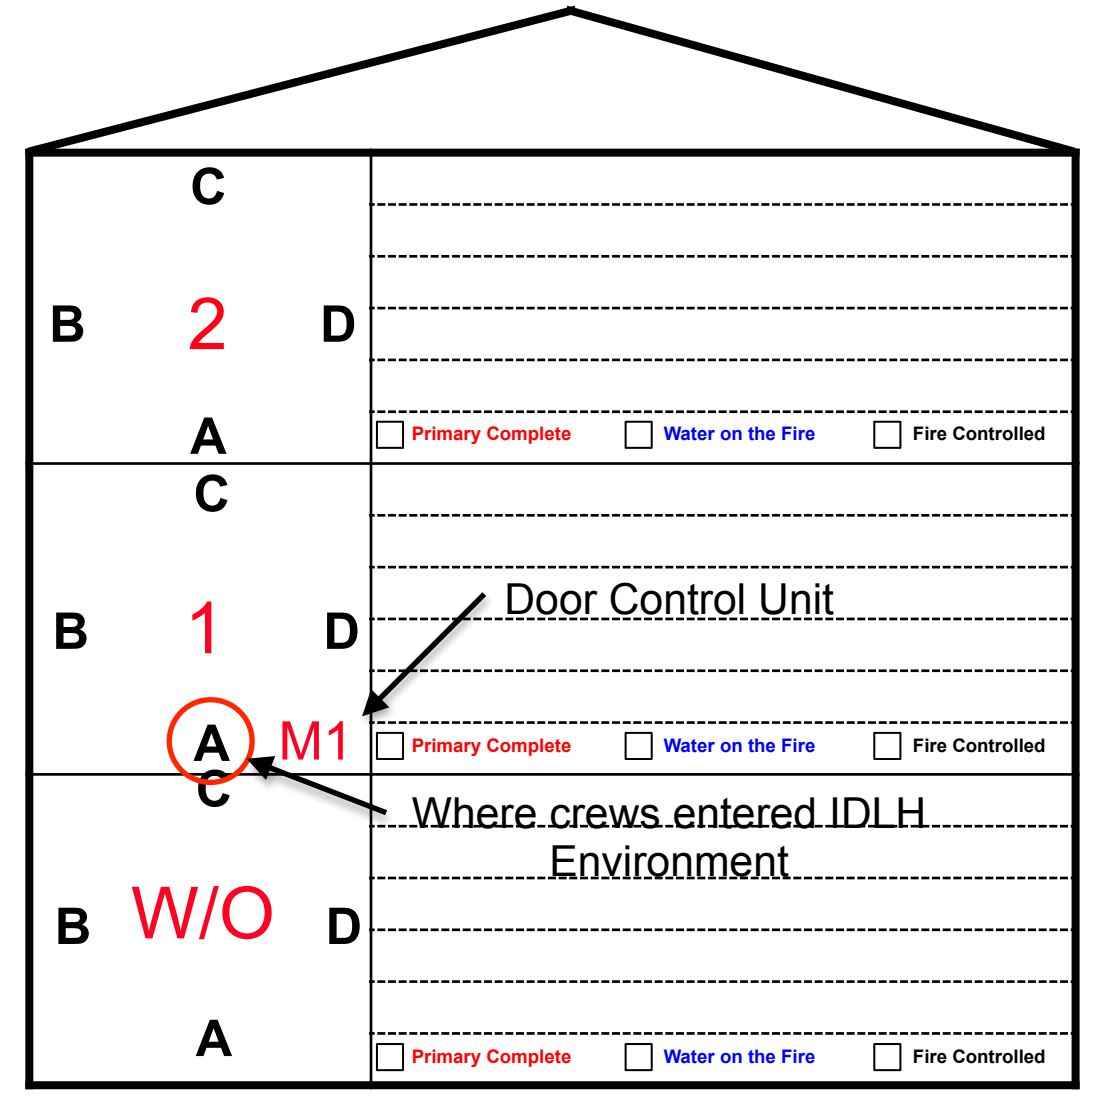 C
B 2 D
A
Primary Complete Water on the Fire Fire Controlled
C
Door Control Unit
B 1 D
A M1
Primary Complete Water on the Fire Fire Controlled
C
Where crews entered IDLH
Environment
B W/O D
A
Primary Complete Water on the Fire Fire Controlled